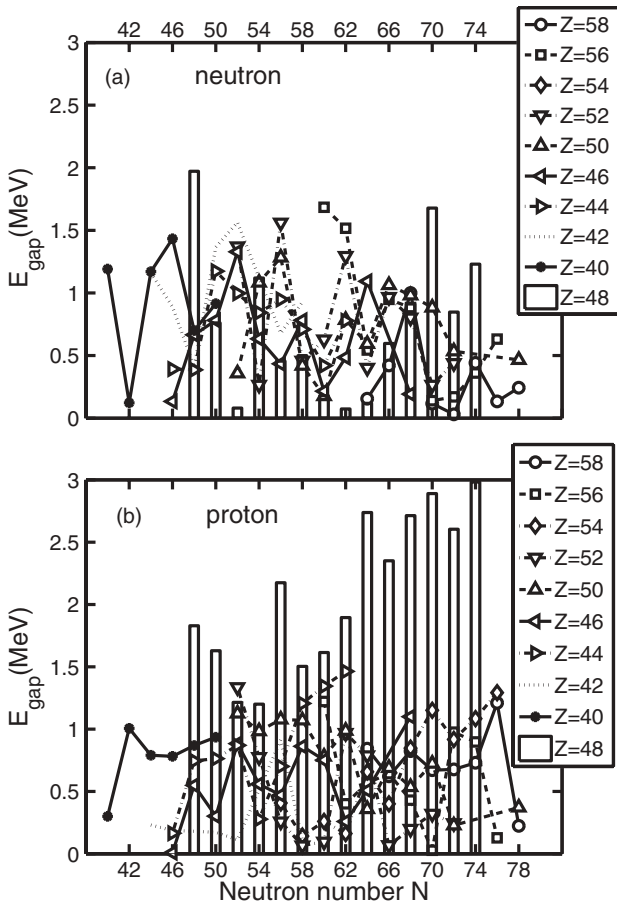 42 46 50 54 58 62 66 70 74
3
2.5
2
1.5
1
0.5
0
E_gap(MeV)
(a) neutron
Z=58
Z=56
Z=54
Z=52
Z=50
Z=46
Z=44
Z=42
Z=40
Z=48
3
2.5
2
1.5
1
0.5
0
E_gap(MeV)
(b) proton
Z=58
Z=56
Z=54
Z=52
Z=50
Z=46
Z=44
Z=42
Z=40
Z=48
42 46 50 54 58 62 66 70 74 78
Neutron number N